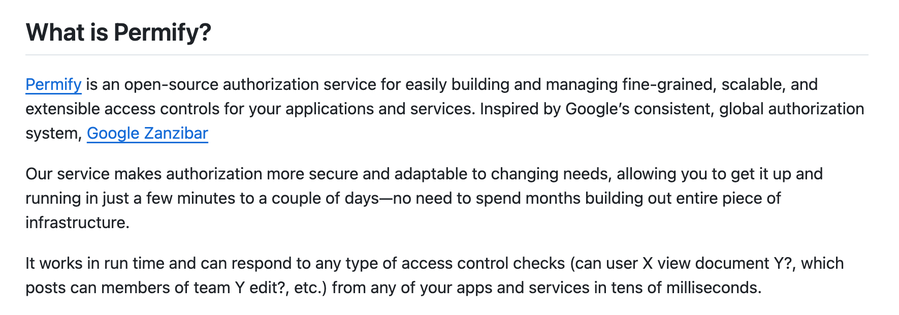 What is Permify?
Permify is an open-source authorization service for easily building and managing fine-grained, scalable, and
extensible access controls for your applications and services. Inspired by Google’s consistent, global authorization
system, Google Zanzibar
Our service makes authorization more secure and adaptable to changing needs, allowing you to get it up and
running in just a few minutes to a couple of days—no need to spend months building out entire piece of
infrastructure.
It works in run time and can respond to any type of access control checks (can user X view document Y?, which
posts can members of team Y edit?, etc.) from any of your apps and services in tens of milliseconds.